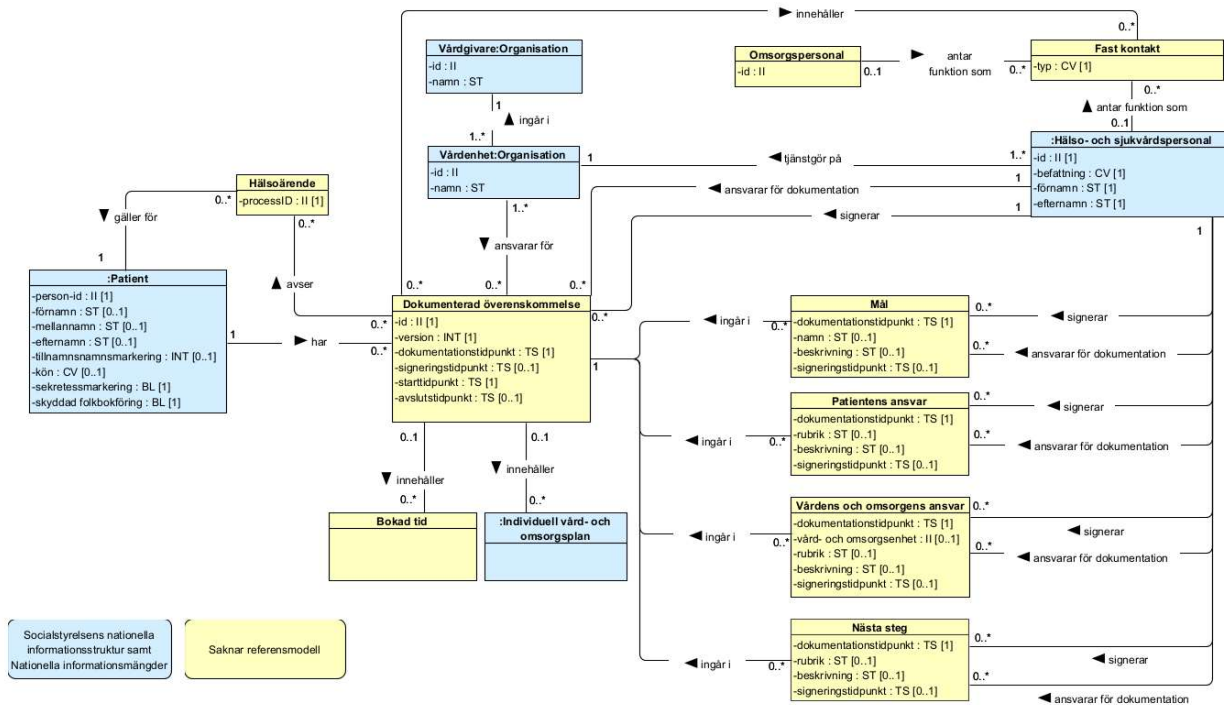 innehåller
0..*
Vårdgivare:Organisation
-id : II
-namn : ST
Omsorgspersonal
-id : II
0..1
antar
funktion som
0..*
Fast kontakt
-typ : CV [1]
0..*
antar funktion som
0..1
1
ingår i
1..*
Vårdenhet:Organisation
-id : II
-namn : ST
1
tjänstgör på
1..*
:Hälso- och sjukvårdspersonal
-id : II [1]
-befattning : CV [1]
-förnamn : ST [1]
-efternamn : ST [1]
ansvarar för dokumentation
1
signerar
1
1
Hälsoärende
-processID : II [1]
0..*
0..*
gäller för
1
1..*
ansvarar för
avser
0..*
0..*
0..*
0..*
0..*
0..*
:Patient
-person-id : II [1]
-förnamn : ST [0..1]
-mellannamn : ST [0..1]
-efternamn : ST [0..1]
-tillnamnsnamnsmarkering : INT [0..1]
-kön : CV [0..1]
-sekretessmarkering : BL [1]
-skyddad folkbokföring : BL [1]
1
har
Dokumenterad överenskommelse
-id : II [1]
-version : INT [1]
-dokumentationstidpunkt : TS [1]
-signeringstidpunkt : TS [0..1]
-starttidpunkt : TS [1]
-avslutstidpunkt : TS [0..1]
1
ingår i
0..*
Mål
-dokumentationstidpunkt : TS [1]
-namn : ST [0..1]
-beskrivning : ST [0..1]
-signeringstidpunkt : TS [0..1]
0..*
signerar
0..*
ansvarar för dokumentation
ingår i
0..*
Patientens ansvar
-dokumentationstidpunkt : TS [1]
-rubrik : ST [0..1]
-beskrivning : ST [0..1]
-signeringstidpunkt : TS [0..1]
0..*
signerar
0..*
ansvarar för dokumentation
0..1
innehåller
0..*
0..1
innehåller
0..*
Bokad tid
:Individuell vård- och
omsorgsplan
ingår i
0..*
Vårdens och omsorgens ansvar
-dokumentationstidpunkt : TS [1]
-vård- och omsorgsenhet : II [0..1]
-rubrik : ST [0..1]
-beskrivning : ST [0..1]
-signeringstidpunkt : TS [0..1]
0..*
signerar
0..*
ansvarar för dokumentation
ingår i
0..*
Nästa steg
-dokumentationstidpunkt : TS [1]
-rubrik : ST [0..1]
-beskrivning : ST [0..1]
-signeringstidpunkt : TS [0..1]
0..*
signerar
0..*
ansvarar för dokumentation
Socialstyrelsens nationella
informationsstruktur samt
Nationella informationsmängder
Saknar referensmodell